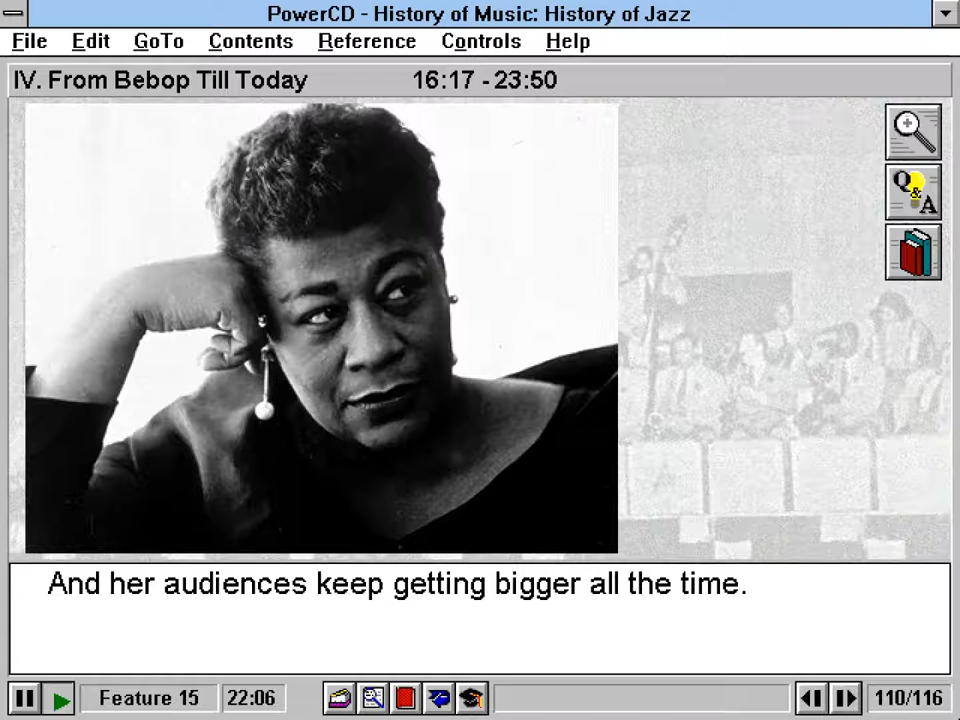 PowerCD - History of Music: History of Jazz
File Edit GoTo Contents Reference Controls Help
IV. From Bebop Till Today 16:17 - 23:50
Q & A
And her audiences keep getting bigger all the time.
Feature 15 22:06 110/116